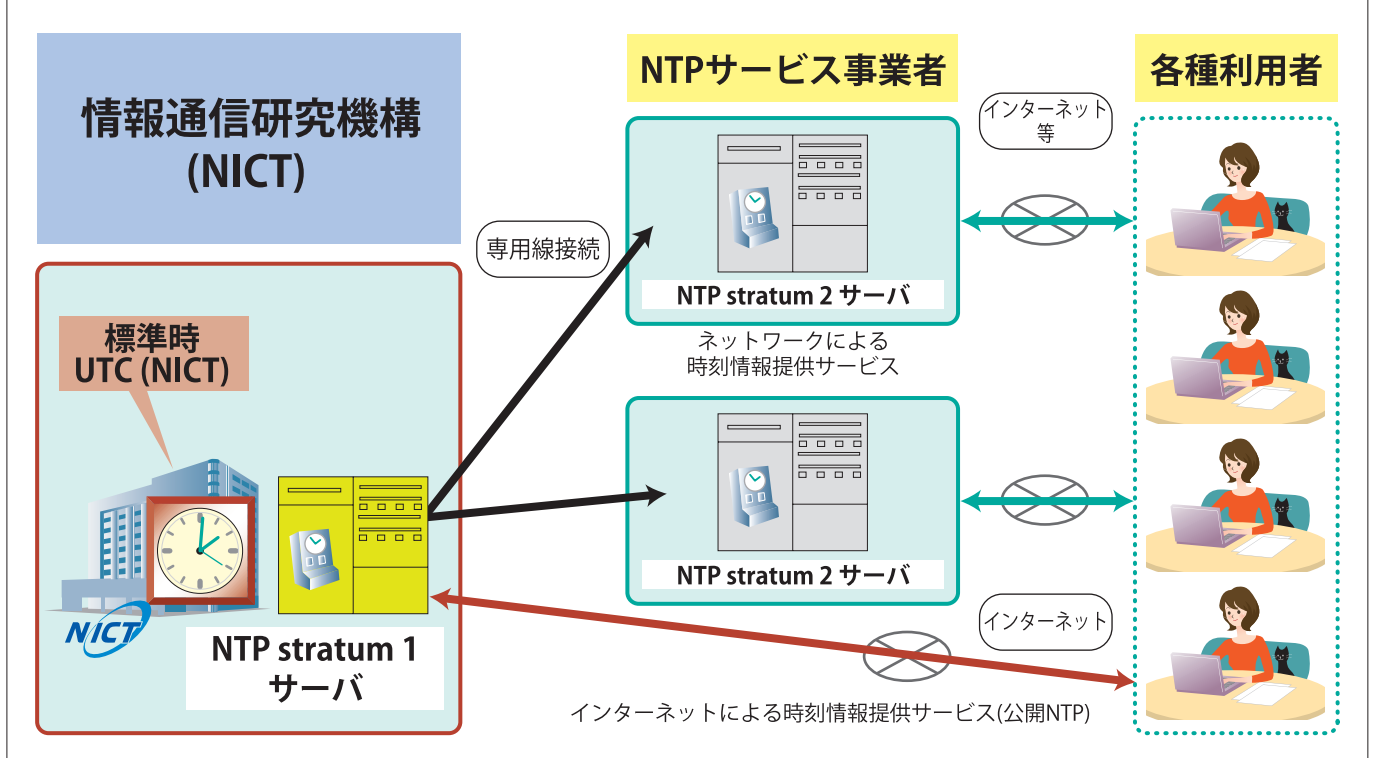 情報通信研究機構
(NICT)
NTPサービス事業者
各種利用者
インターネット
等
専用線接続
NTP stratum 2 サーバ
ネットワークによる
時刻情報提供サービス
標準時
UTC (NICT)
NTP stratum 2 サーバ
NICT
NTP stratum 1
サーバ
インターネット
インターネットによる時刻情報提供サービス(公開NTP)